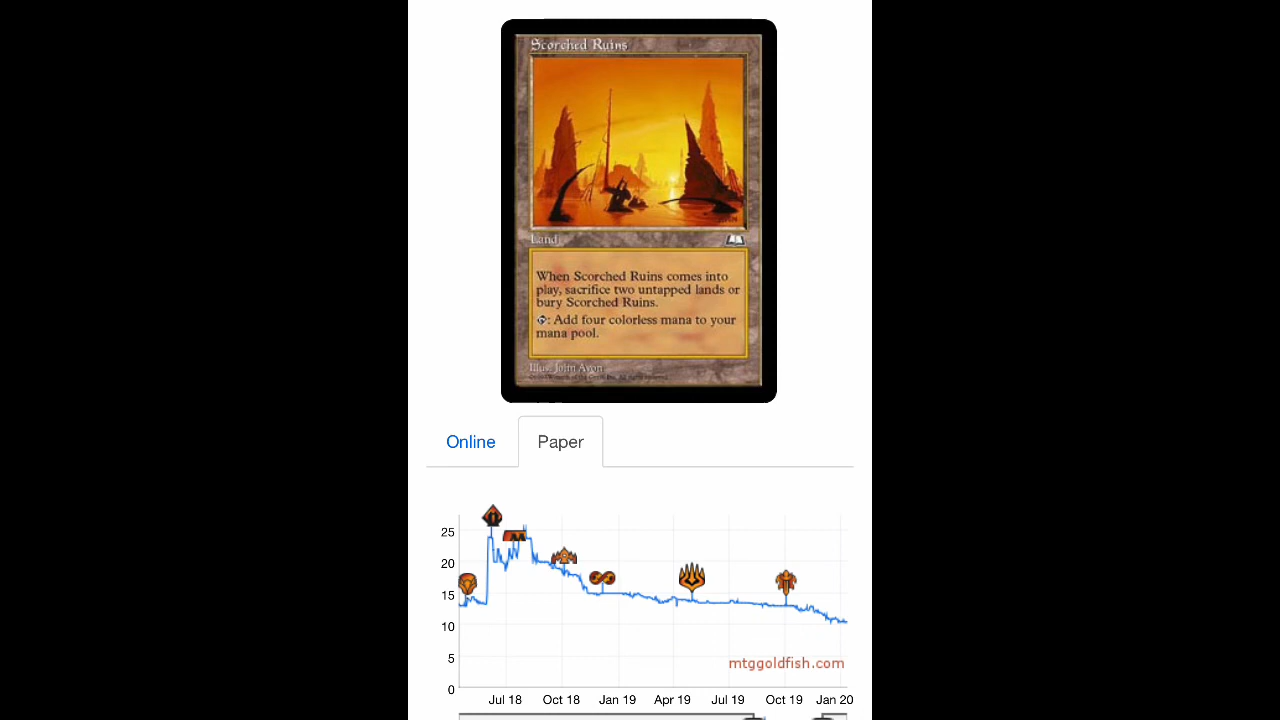 Scorched Ruins
Land
When Scorched Ruins comes into
play, sacrifice two untapped lands or
bury Scorched Ruins.
: Add four colorless mana to your
mana pool.
Illus. John Avon
Online Paper
25
20
15
10
5
0
mtggoldfish.com
Jul 18 Oct 18 Jan 19 Apr 19 Jul 19 Oct 19 Jan 20